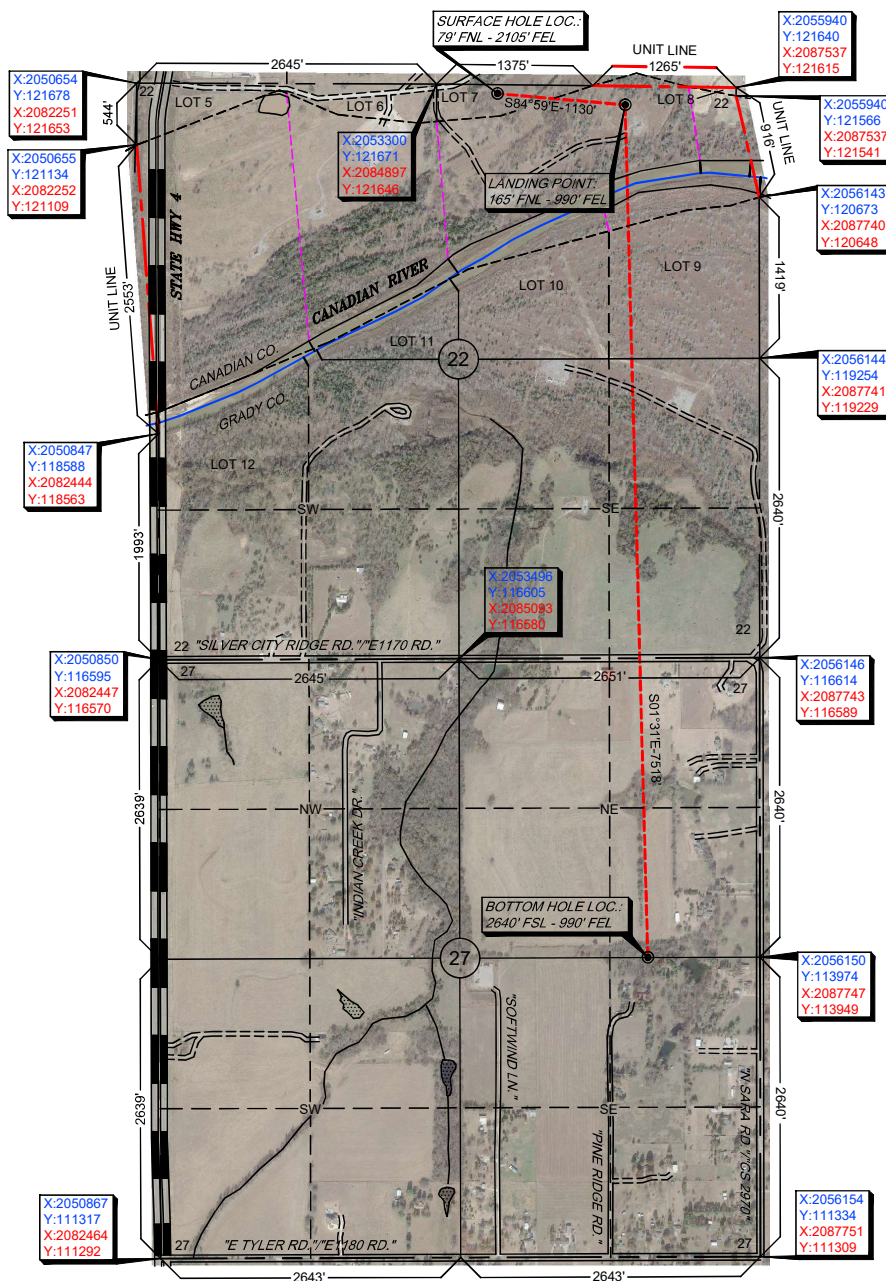 SURFACE HOLE LOC.:
79' FNL - 2105' FEL
UNIT LINE
X:2055940
Y:121640
X:2087537
Y:121615
2645'
1375'
1265'
X:2050654
Y:121678
X:2082251
Y:121653
22
LOT 5
LOT 6
LOT 7
S84°59'E-1130'
LOT 8
22
UNIT LINE
916'
X:2055940
Y:121566
X:2087537
Y:121541
544'
X:2053300
Y:121671
X:2084897
Y:121646
X:2050655
Y:121134
X:2082252
Y:121109
LANDING POINT:
165' FNL - 990' FEL
X:2056143
Y:120673
X:2087740
Y:120648
STATE HWY 4
UNIT LINE
2553'
CANADIAN RIVER
LOT 9
LOT 10
1419'
LOT 11
CANADIAN CO.
GRADY CO.
22
X:2056144
Y:119254
X:2087741
Y:119229
X:2050847
Y:118588
X:2082444
Y:118563
LOT 12
SW
SE
1993'
2640'
X:2053496
Y:116605
X:2085093
Y:116580
22
"SILVER CITY RIDGE RD."/"E1170 RD."
22
X:2050850
Y:116595
X:2082447
Y:116570
27
2645'
2651'
27
X:2056146
Y:116614
X:2087743
Y:116589
S01°31'E-7518'
2639'
NW
NE
2640'
"INDIAN CREEK DR."
BOTTOM HOLE LOC.:
2640' FSL - 990' FEL
27
X:2056150
Y:113974
X:2087747
Y:113949
"SOFTWIND LN."
2639'
SW
SE
2640'
"PINE RIDGE RD."
"N SARA RD."/"CS 2970"
X:2050867
Y:111317
X:2082464
Y:111292
27
"E TYLER RD."/"E1180 RD."
27
X:2056154
Y:111334
X:2087751
Y:111309
2643'
2643'